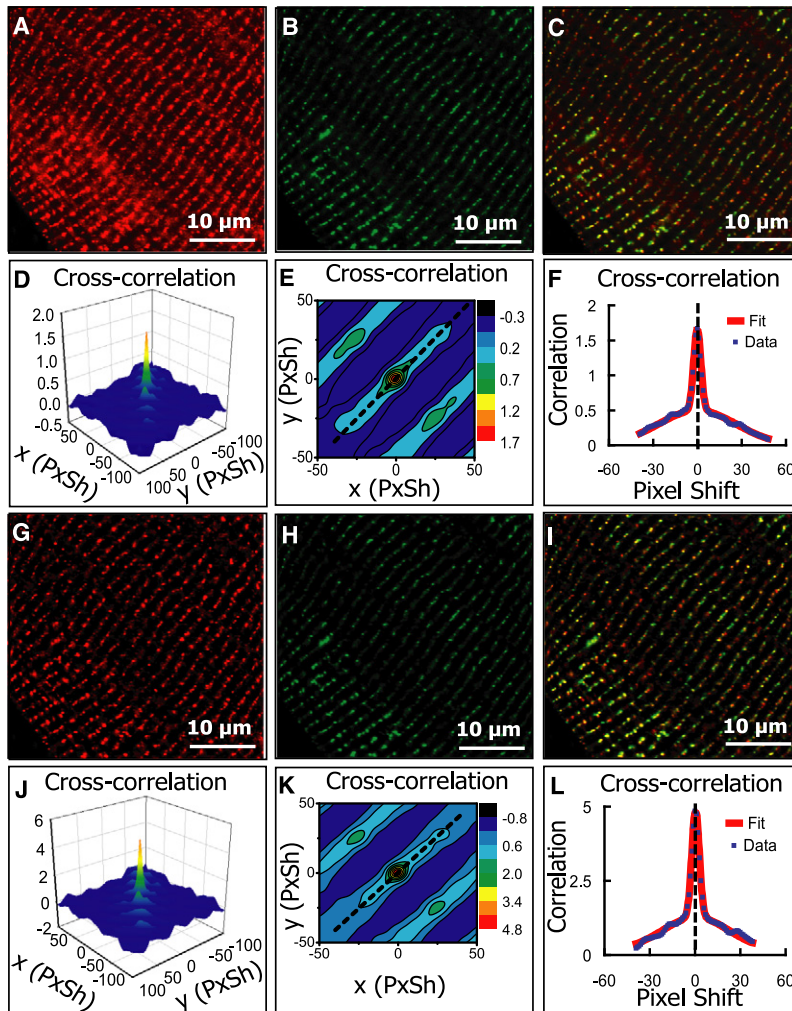 A
B
C
10 µm
10 µm
10 µm
D
Cross-correlation
2.0
1.5
1.0
0.5
0.0
-0.5
50
0
-50
-100
x (PxSh)
100
50
0
-50
-100
y (PxSh)
E
Cross-correlation
50
0
-50
y (PxSh)
-50
0
50
x (PxSh)
-0.3
0.2
0.7
1.2
1.7
F
Cross-correlation
2
1.5
1
0.5
0
Correlation
Fit
Data
-60
-30
0
30
60
Pixel Shift
G
H
I
10 µm
10 µm
10 µm
J
Cross-correlation
6
4
2
0
-2
50
0
-50
-100
x (PxSh)
100
50
0
-50
-100
y (PxSh)
K
Cross-correlation
50
0
-50
y (PxSh)
-50
0
50
x (PxSh)
-0.8
0.6
2.0
3.4
4.8
L
Cross-correlation
5
2.5
0
Correlation
Fit
Data
-60
-30
0
30
60
Pixel Shift